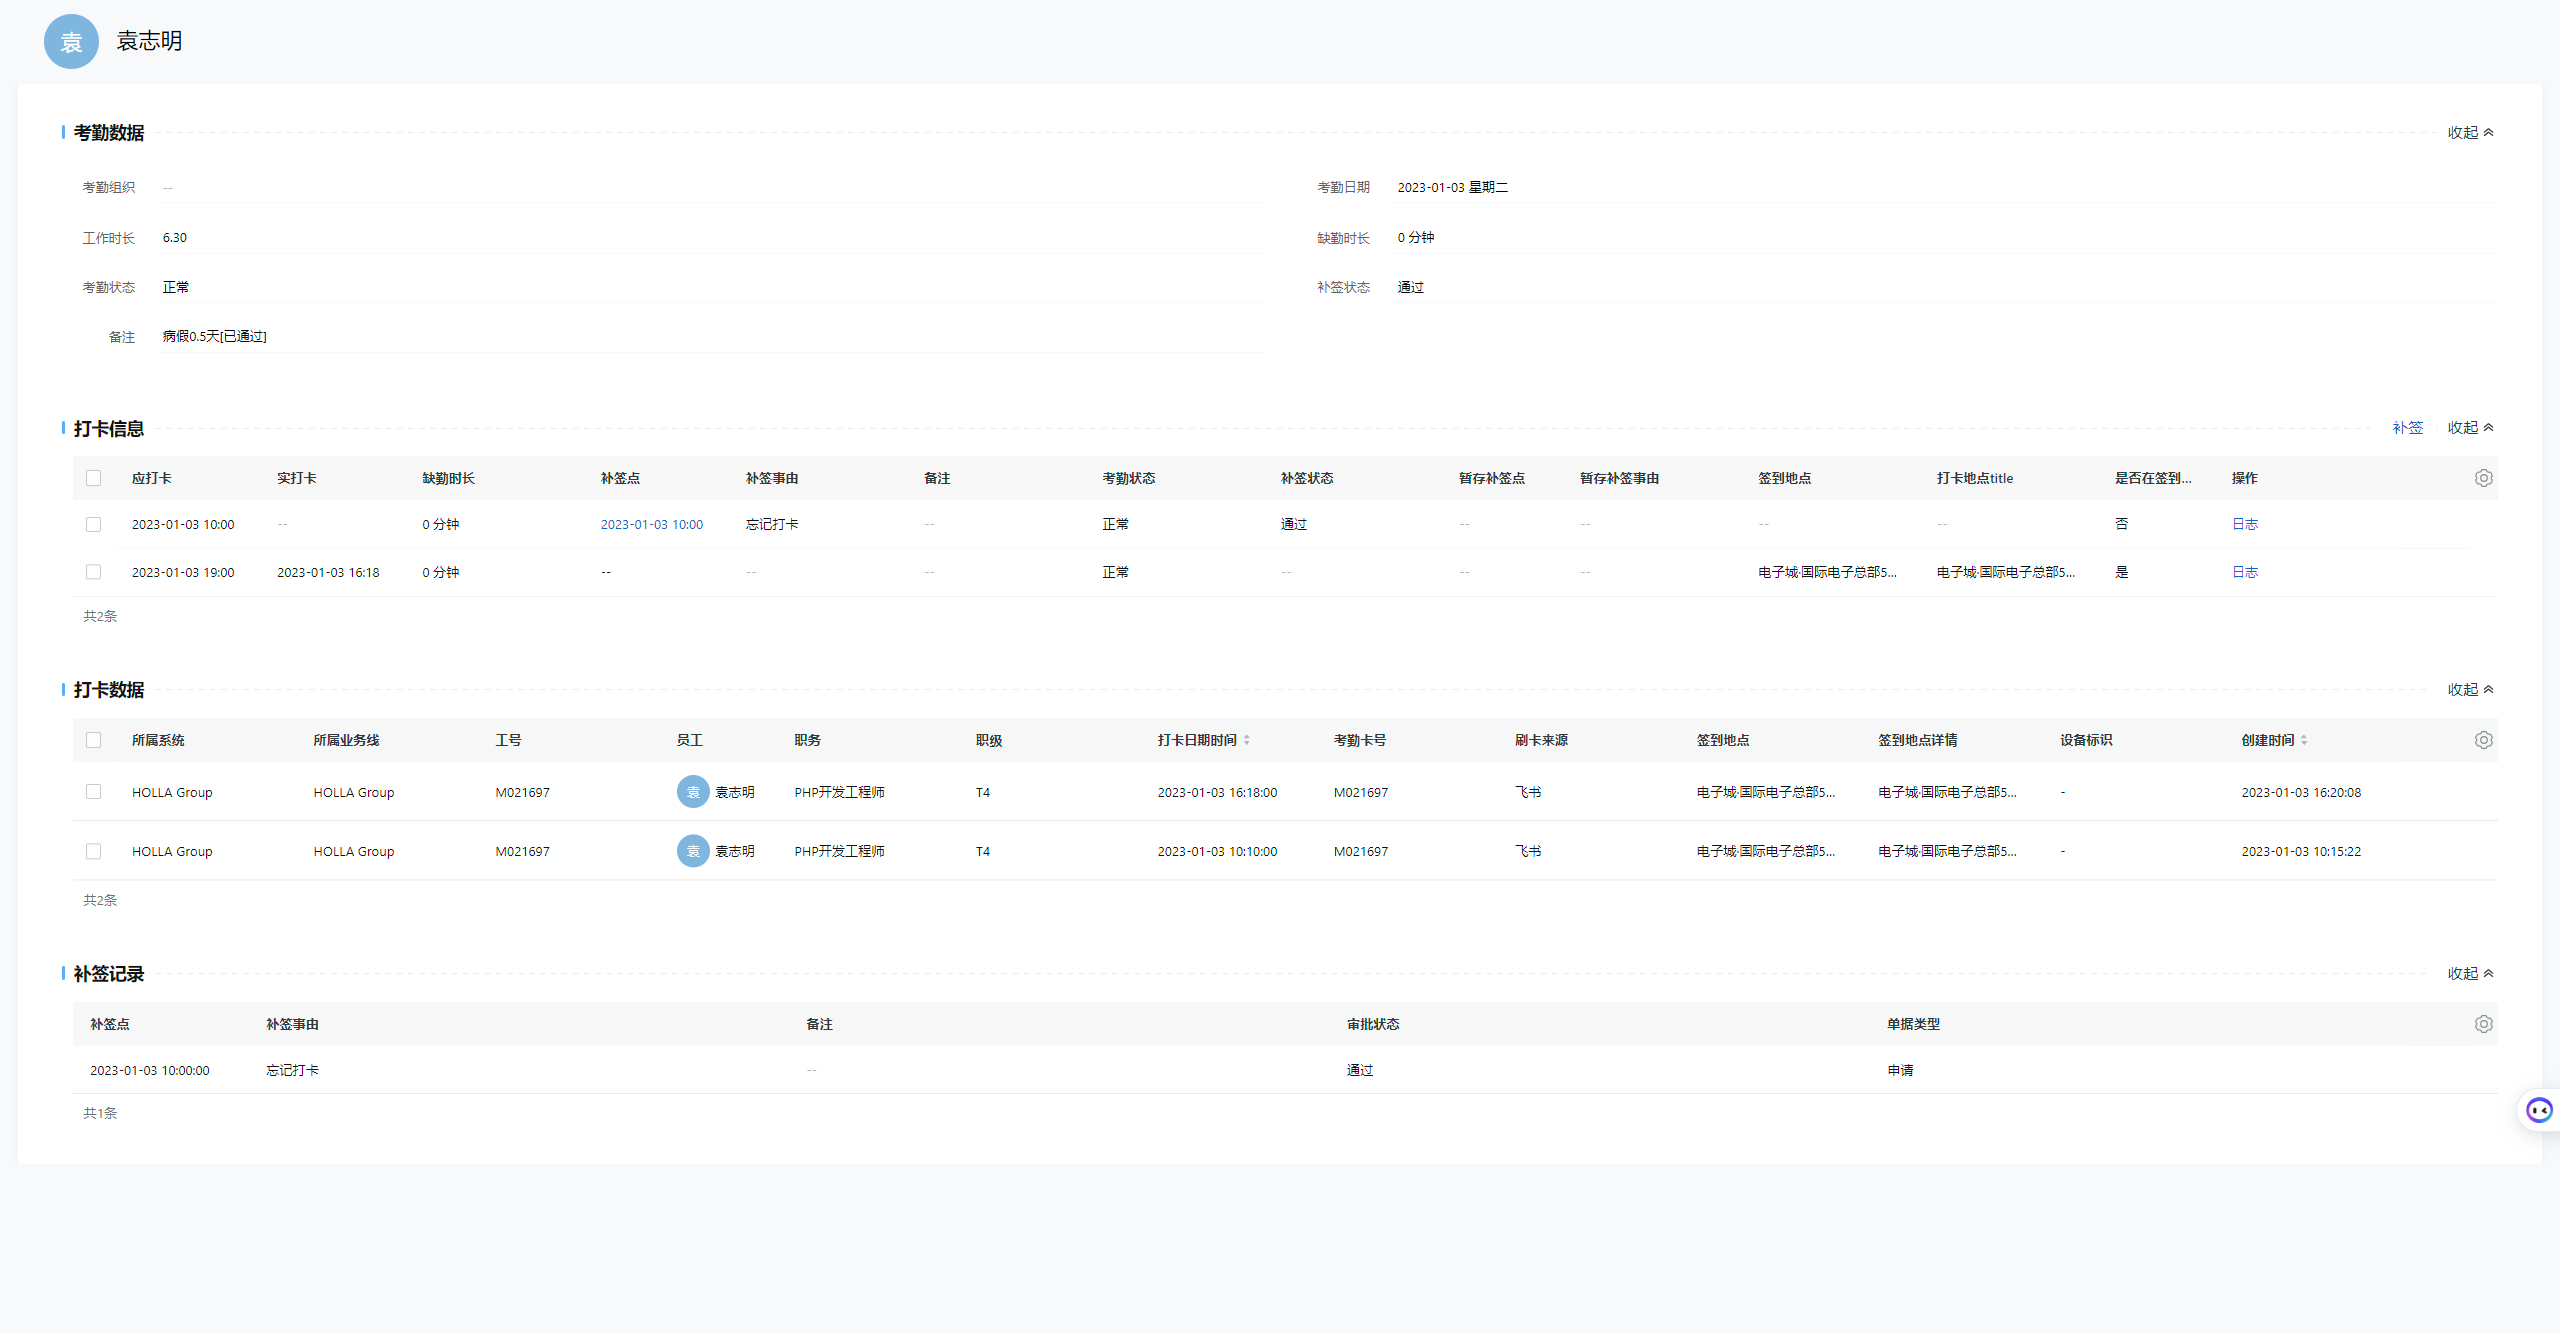 袁 袁志明
考勤数据 收起
考勤组织 -- 考勤日期 2023-01-03 星期二
工作时长 6.30 缺勤时长 0 分钟
考勤状态 正常 补签状态 通过
备注 病假0.5天[已通过]
打卡信息 补签 收起
应打卡 实打卡 缺勤时长 补签点 补签事由 备注 考勤状态 补签状态 暂存补签点 暂存补签事由 签到地点 打卡地点title 是否在签到... 操作
2023-01-03 10:00 -- 0 分钟 2023-01-03 10:00 忘记打卡 -- 正常 通过 -- -- -- -- 否 日志
2023-01-03 19:00 2023-01-03 16:18 0 分钟 -- -- -- 正常 -- -- -- 电子城·国际电子总部5... 电子城·国际电子总部5... 是 日志
共2条
打卡数据 收起
所属系统 所属业务线 工号 员工 职务 职级 打卡日期时间 考勤卡号 刷卡来源 签到地点 签到地点详情 设备标识 创建时间
HOLLA Group HOLLA Group M021697 袁 袁志明 PHP开发工程师 T4 2023-01-03 16:18:00 M021697 飞书 电子城·国际电子总部5... 电子城·国际电子总部5... - 2023-01-03 16:20:08
HOLLA Group HOLLA Group M021697 袁 袁志明 PHP开发工程师 T4 2023-01-03 10:10:00 M021697 飞书 电子城·国际电子总部5... 电子城·国际电子总部5... - 2023-01-03 10:15:22
共2条
补签记录 收起
补签点 补签事由 备注 审批状态 单据类型
2023-01-03 10:00:00 忘记打卡 -- 通过 申请
共1条